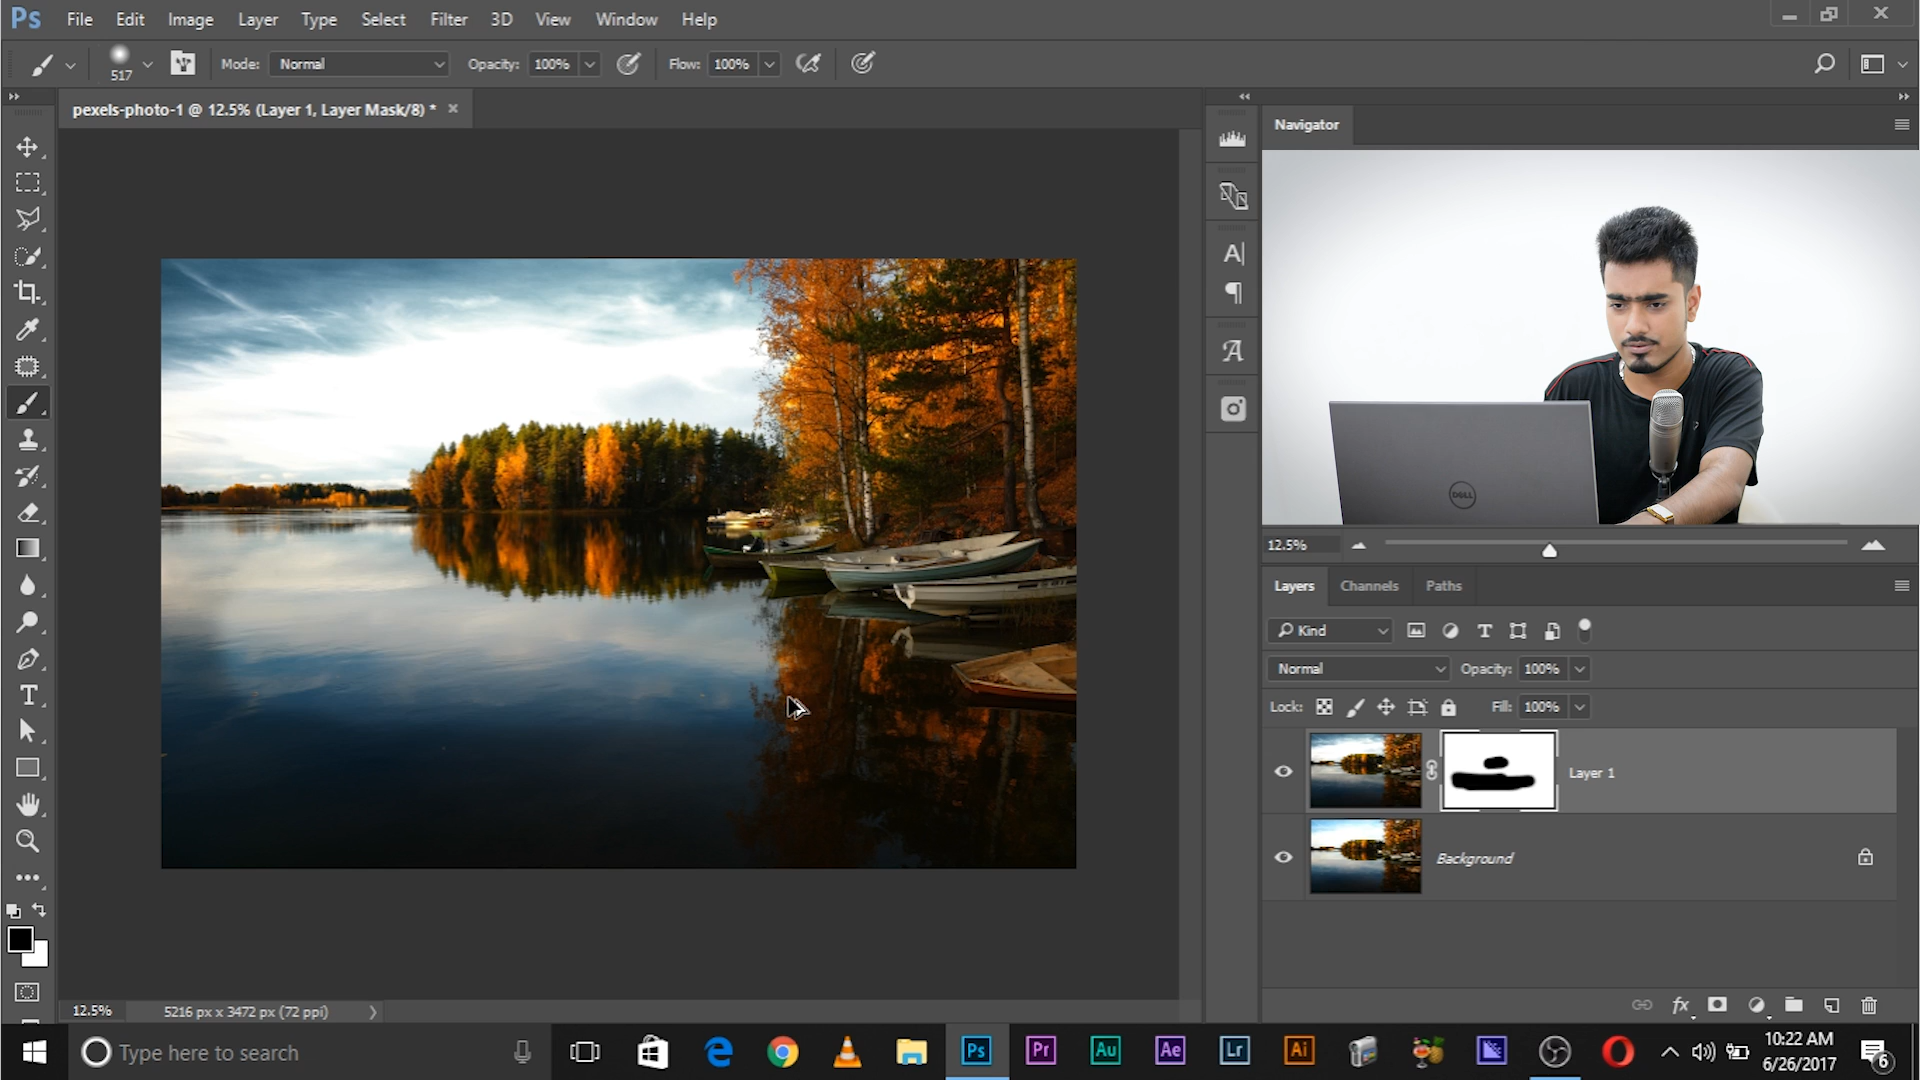 Ps File Edit Image Layer Type Select Filter 3D View Window Help
517 Mode: Normal Opacity: 100% Flow: 100%
pexels-photo-1 @ 12.5% (Layer 1, Layer Mask/8) *
Navigator
DELL
12.5%
Layers Channels Paths
Kind
Normal Opacity: 100%
Lock: Fill: 100%
Layer 1
Background
12.5% 5216 px x 3472 px (72 ppi)
fx
Type here to search
Ps Pr Au Ae Lr Ai
10:22 AM
6/26/2017
6